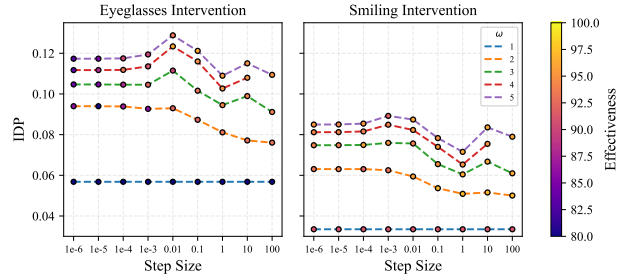 Eyeglasses Intervention
Smiling Intervention
IDP
0.12
0.10
0.08
0.06
0.04
1e-6 1e-5 1e-4 1e-3 0.01 0.1 1 10 100
Step Size
1e-6 1e-5 1e-4 1e-3 0.01 0.1 1 10 100
Step Size
ω
1
2
3
4
5
100.0
97.5
95.0
92.5
90.0
87.5
85.0
82.5
80.0
Effectiveness